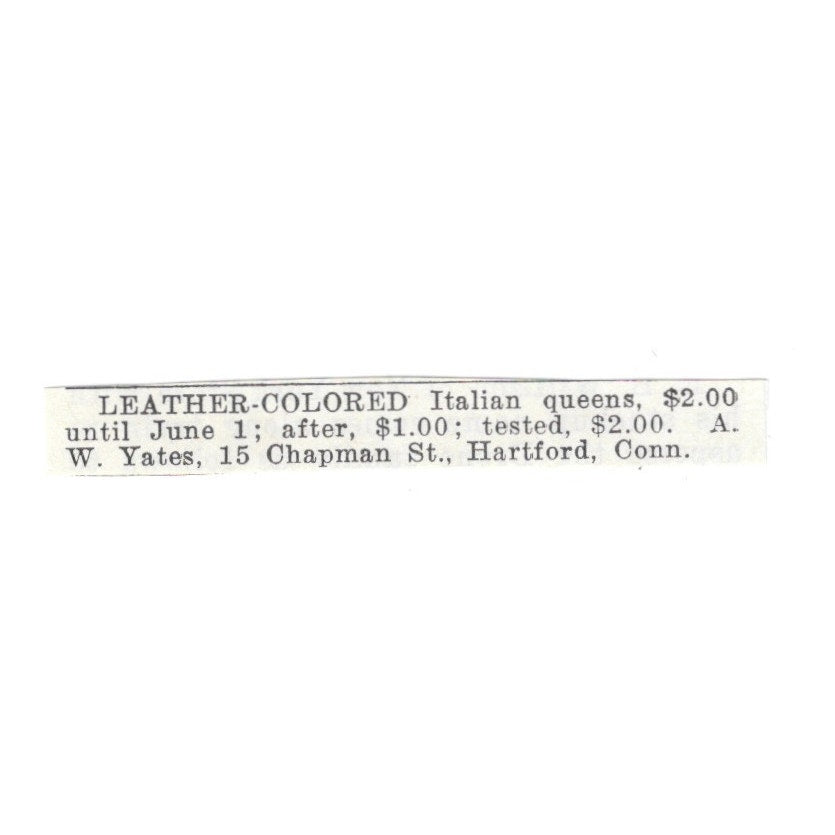 LEATHER-COLORED Italian queens, $2.00
until June 1; after, $1.00; tested, $2.00. A.
W. Yates, 15 Chapman St., Hartford, Conn.